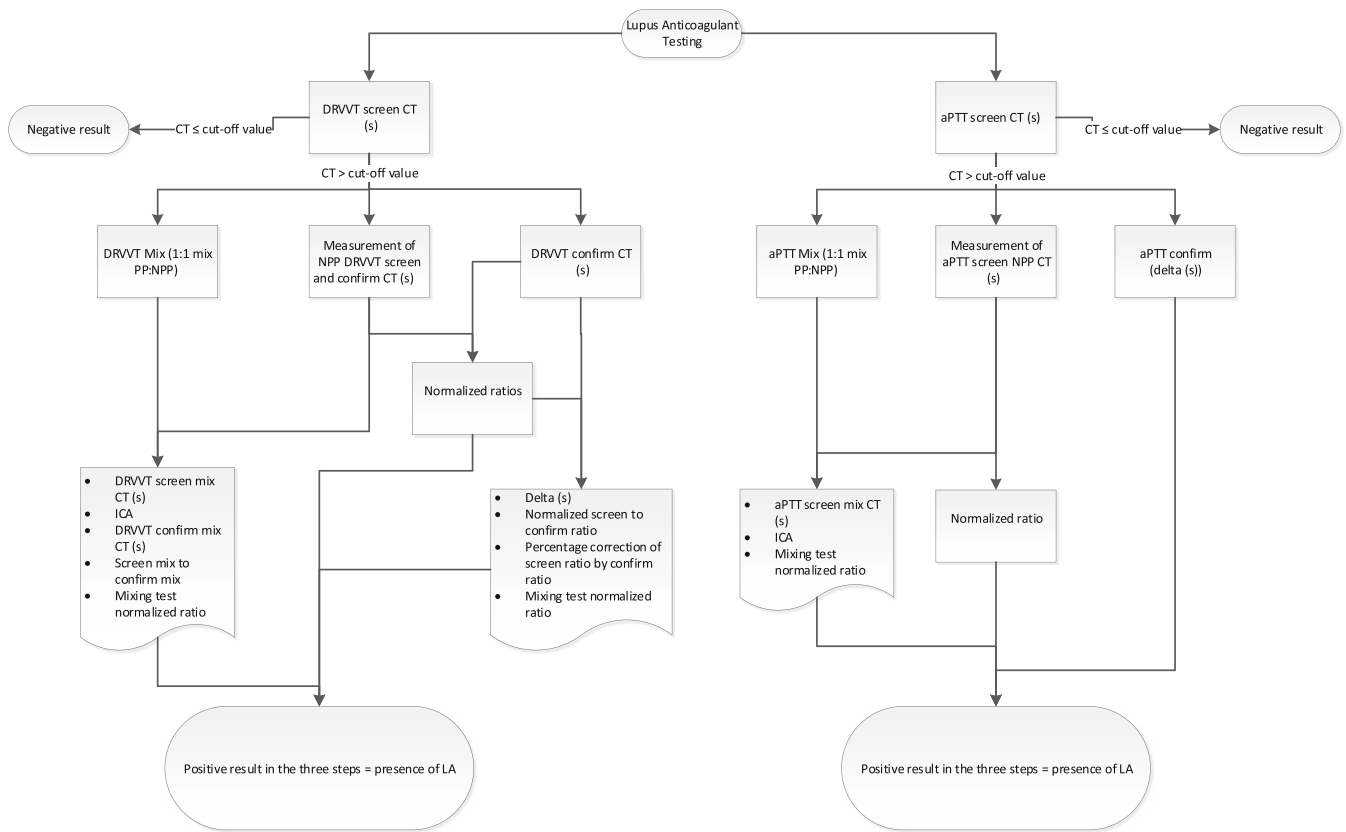 Lupus Anticoagulant
Testing
DRVVT screen CT
(s)
aPTT screen CT (s)
Negative result
CT ≤ cut-off value
CT ≤ cut-off value
Negative result
CT > cut-off value
CT > cut-off value
DRVVT Mix (1:1 mix
PP:NPP)
Measurement of
NPP DRVVT screen
and confirm CT (s)
DRVVT confirm CT
(s)
aPTT Mix (1:1 mix
PP:NPP)
Measurement of
aPTT screen NPP CT
(s)
aPTT confirm
(delta (s))
Normalized ratios
• DRVVT screen mix
CT (s)
• ICA
• DRVVT confirm mix
CT (s)
• Screen mix to
confirm mix
• Mixing test
normalized ratio
• Delta (s)
• Normalized screen to
confirm ratio
• Percentage correction of
screen ratio by confirm
ratio
• Mixing test normalized
ratio
• aPTT screen mix CT
(s)
• ICA
• Mixing test
normalized ratio
Normalized ratio
Positive result in the three steps = presence of LA
Positive result in the three steps = presence of LA